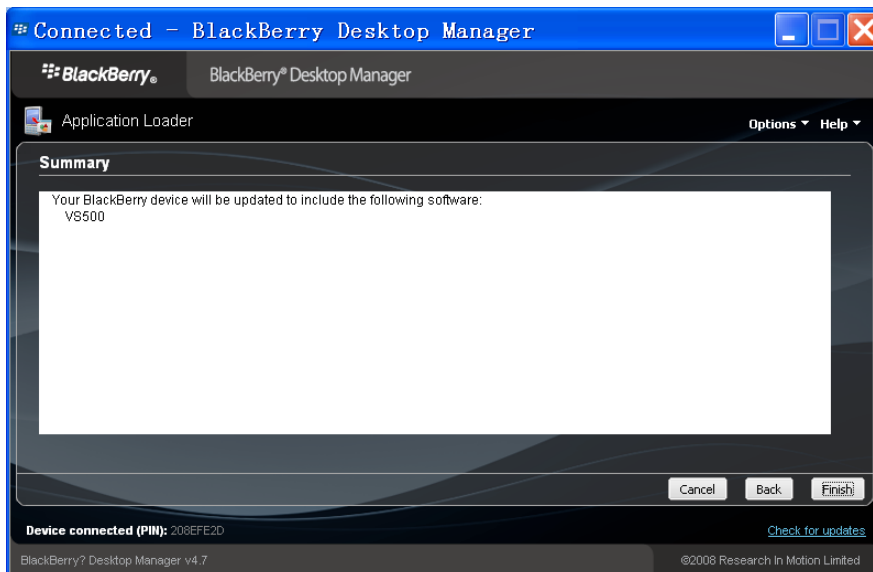 Connected - BlackBerry Desktop Manager
BlackBerry® BlackBerry® Desktop Manager
Application Loader Options Help
Summary
Your BlackBerry device will be updated to include the following software:
VS500
Cancel Back Finish
Device connected (PIN): 208EFE2D Check for updates
BlackBerry? Desktop Manager v4.7 ©2008 Research In Motion Limited